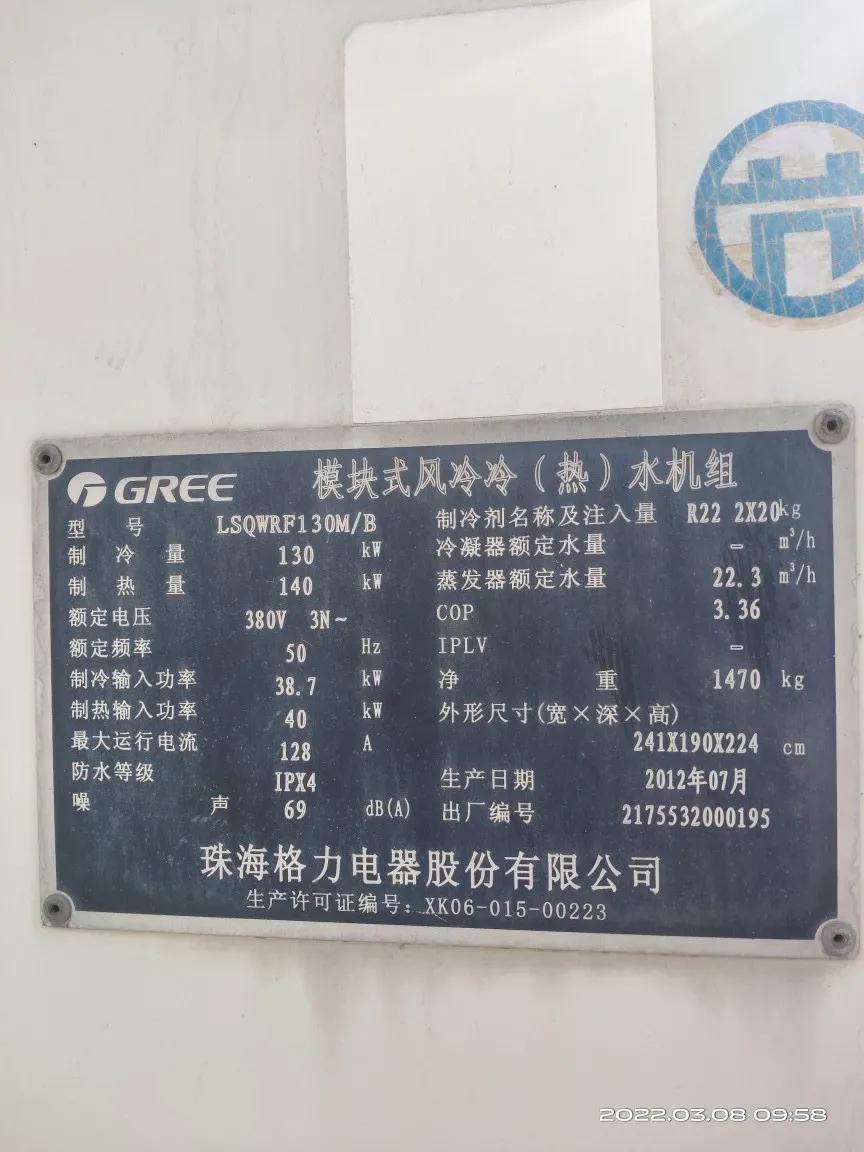 GREE 模块式风冷冷（热）水机组
型 号 LSQWRF130M/B
制 冷 量 130 kW
制 热 量 140 kW
额定电压 380V 3N~
额定频率 50 Hz
制冷输入功率 38.7 kW
制热输入功率 40 kW
最大运行电流 128 A
防水等级 IPX4
噪 声 69 dB(A)
制冷剂名称及注入量 R22 2X20kg
冷凝器额定水量 - m³/h
蒸发器额定水量 22.3 m³/h
COP 3.36
IPLV -
净 重 1470 kg
外形尺寸(宽×深×高)
241X190X224 cm
生产日期 2012年07月
出厂编号 2175532000195
珠海格力电器股份有限公司
生产许可证编号：XK06-015-00223
2022.03.08 09:58